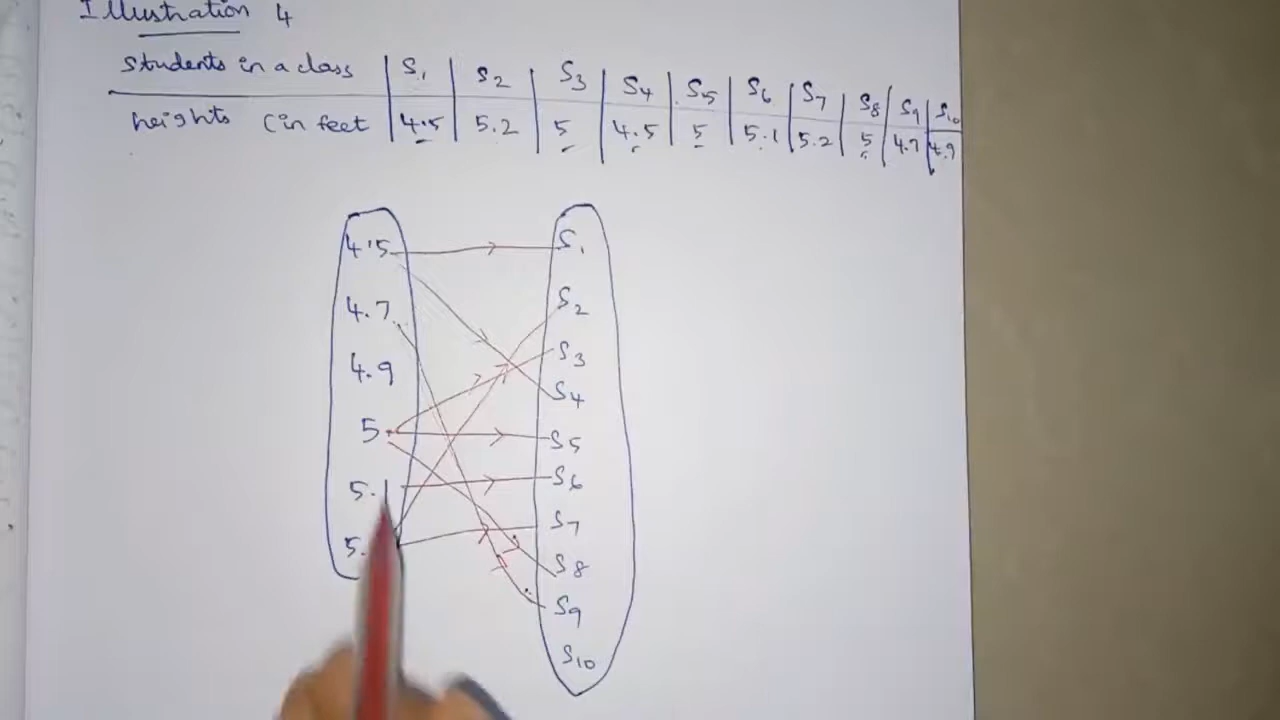 Illustration 4
Students in a class S1 S2 S3 S4 S5 S6 S7 S8 S9 S10
heights (in feet 4.5 5.2 5 4.5 5 5.1 5.2 5 4.7 4.9
4.5 S1
4.7 S2
4.9 S3
5 S4
5.1 S5
5. S6
S7
S8
S9
S10